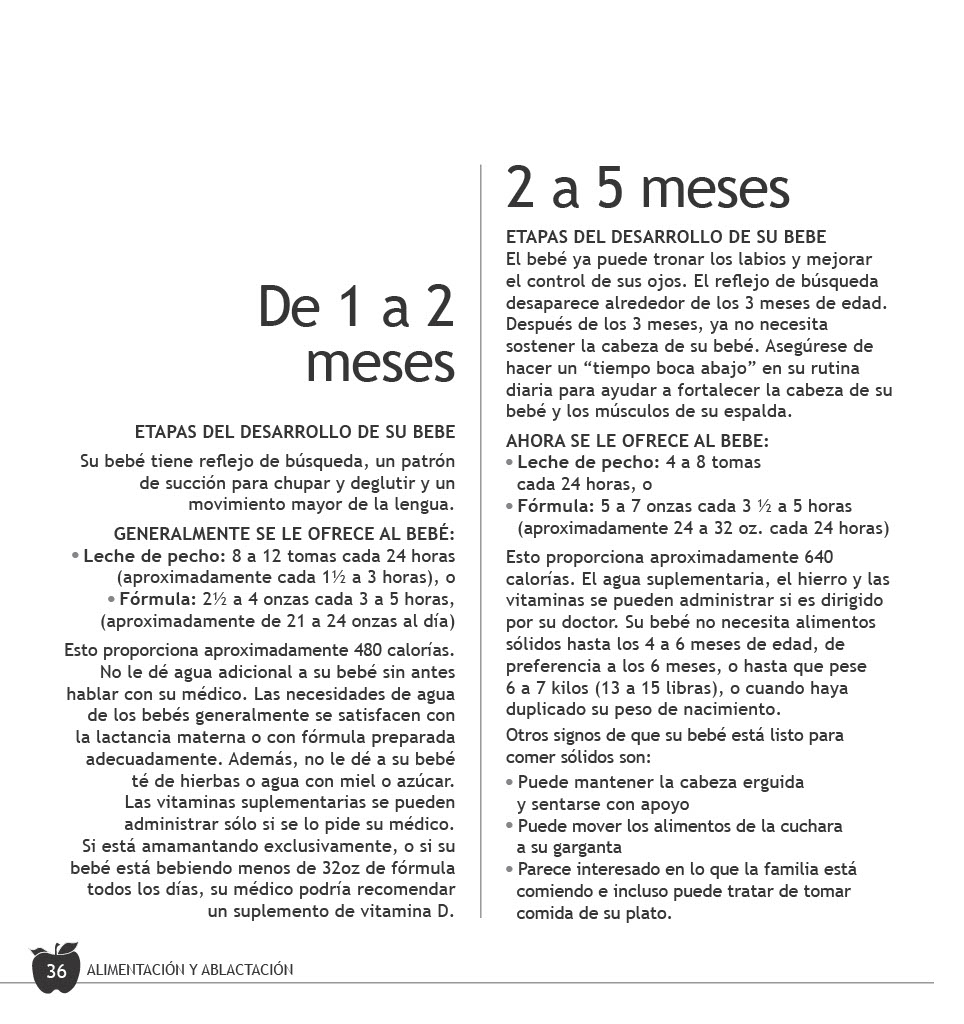 De 1 a 2
meses
ETAPAS DEL DESARROLLO DE SU BEBE
Su bebé tiene reflejo de búsqueda, un patrón
de succión para chupar y deglutir y un
movimiento mayor de la lengua.
GENERALMENTE SE LE OFRECE AL BEBÉ:
• Leche de pecho: 8 a 12 tomas cada 24 horas
(aproximadamente cada 1½ a 3 horas), o
• Fórmula: 2½ a 4 onzas cada 3 a 5 horas,
(aproximadamente de 21 a 24 onzas al día)
Esto proporciona aproximadamente 480 calorías.
No le dé agua adicional a su bebé sin antes
hablar con su médico. Las necesidades de agua
de los bebés generalmente se satisfacen con
la lactancia materna o con fórmula preparada
adecuadamente. Además, no le dé a su bebé
té de hierbas o agua con miel o azúcar.
Las vitaminas suplementarias se pueden
administrar sólo si se lo pide su médico.
Si está amamantando exclusivamente, o si su
bebé está bebiendo menos de 32oz de fórmula
todos los días, su médico podría recomendar
un suplemento de vitamina D.
2 a 5 meses
ETAPAS DEL DESARROLLO DE SU BEBE
El bebé ya puede tronar los labios y mejorar
el control de sus ojos. El reflejo de búsqueda
desaparece alrededor de los 3 meses de edad.
Después de los 3 meses, ya no necesita
sostener la cabeza de su bebé. Asegúrese de
hacer un “tiempo boca abajo” en su rutina
diaria para ayudar a fortalecer la cabeza de su
bebé y los músculos de su espalda.
AHORA SE LE OFRECE AL BEBE:
• Leche de pecho: 4 a 8 tomas
cada 24 horas, o
• Fórmula: 5 a 7 onzas cada 3 ½ a 5 horas
(aproximadamente 24 a 32 oz. cada 24 horas)
Esto proporciona aproximadamente 640
calorías. El agua suplementaria, el hierro y las
vitaminas se pueden administrar si es dirigido
por su doctor. Su bebé no necesita alimentos
sólidos hasta los 4 a 6 meses de edad, de
preferencia a los 6 meses, o hasta que pese
6 a 7 kilos (13 a 15 libras), o cuando haya
duplicado su peso de nacimiento.
Otros signos de que su bebé está listo para
comer sólidos son:
• Puede mantener la cabeza erguida
y sentarse con apoyo
• Puede mover los alimentos de la cuchara
a su garganta
• Parece interesado en lo que la familia está
comiendo e incluso puede tratar de tomar
comida de su plato.
36 ALIMENTACIÓN Y ABLACTACIÓN